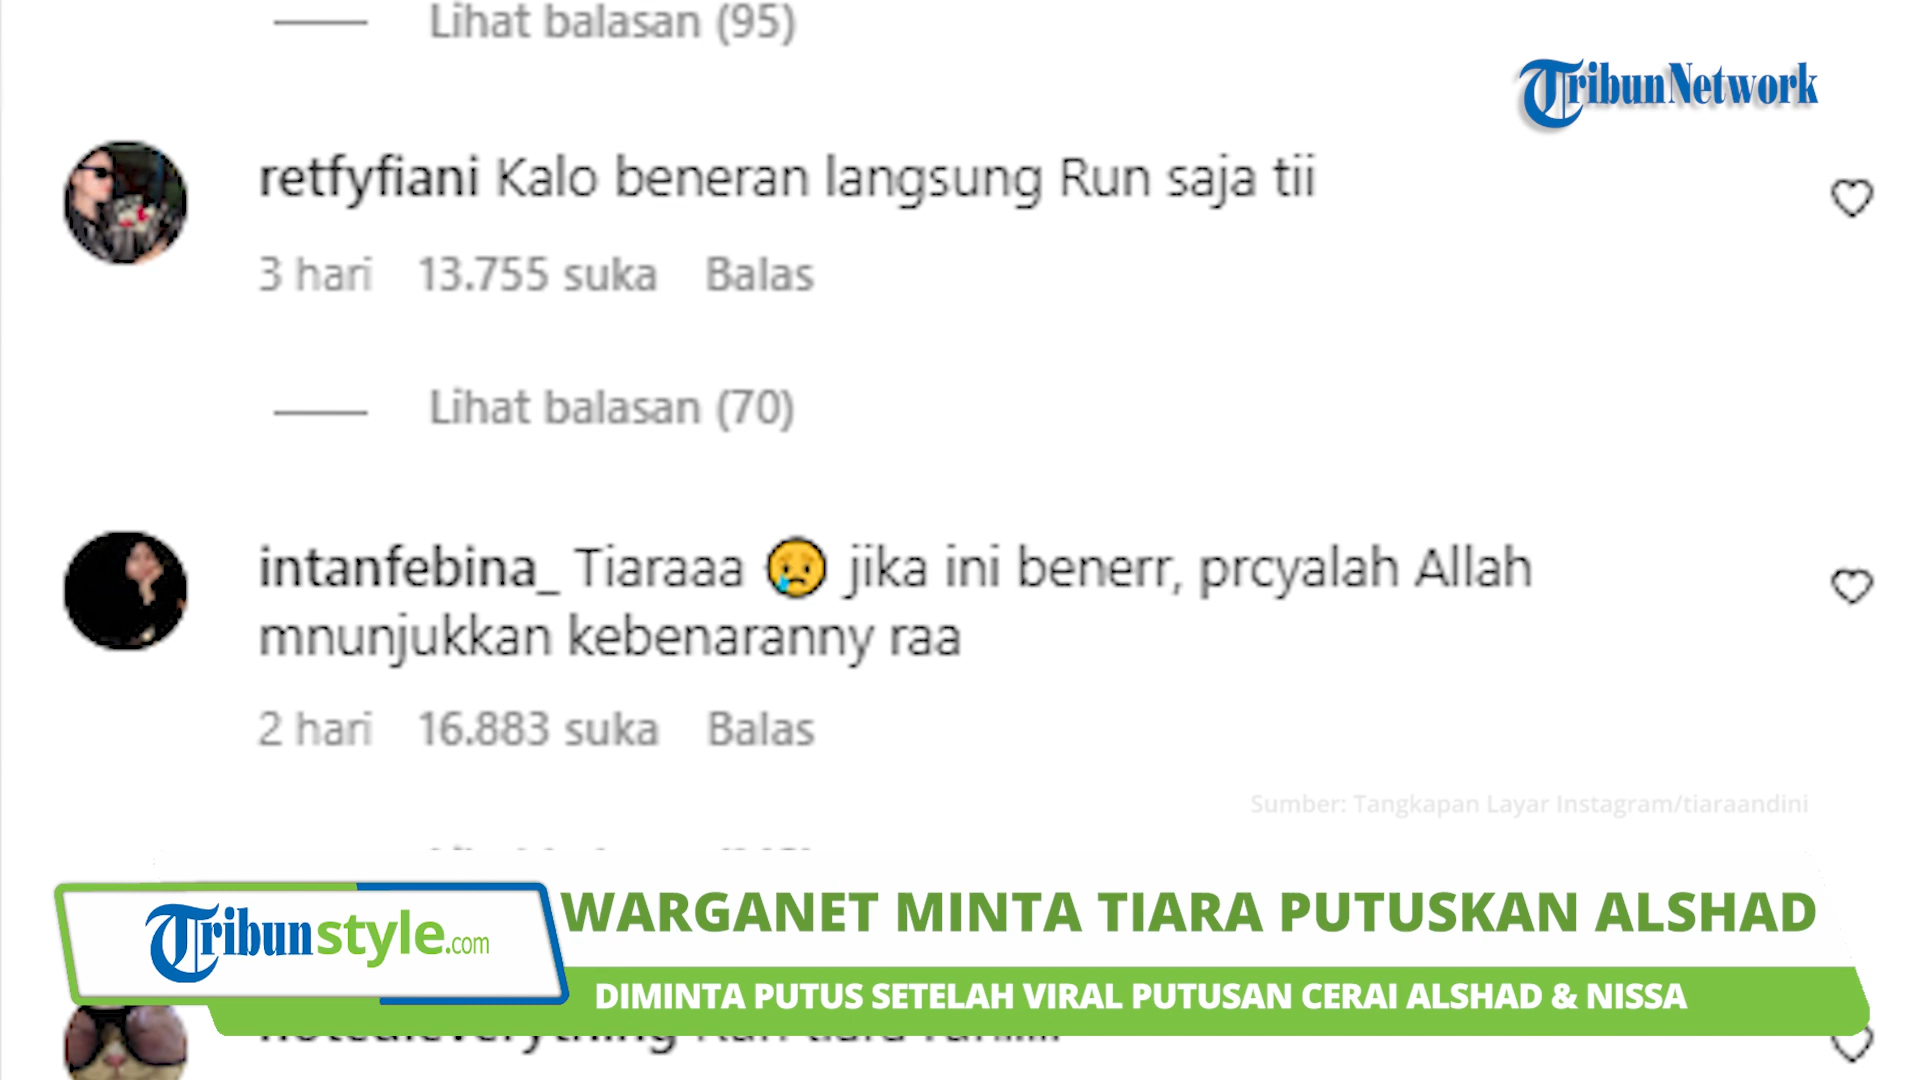 Lihat balasan (95)
TribunNetwork
retfyfiani Kalo beneran langsung Run saja tii
3 hari 13.755 suka Balas
Lihat balasan (70)
intanfebina_ Tiaraaa 😢 jika ini benerr, prcyalah Allah
mnunjukkan kebenaranny raa
2 hari 16.883 suka Balas
Sumber: Tangkapan Layar Instagram/tiaraandini
WARGANET MINTA TIARA PUTUSKAN ALSHAD
Tribunstyle.com
DIMINTA PUTUS SETELAH VIRAL PUTUSAN CERAI ALSHAD & NISSA